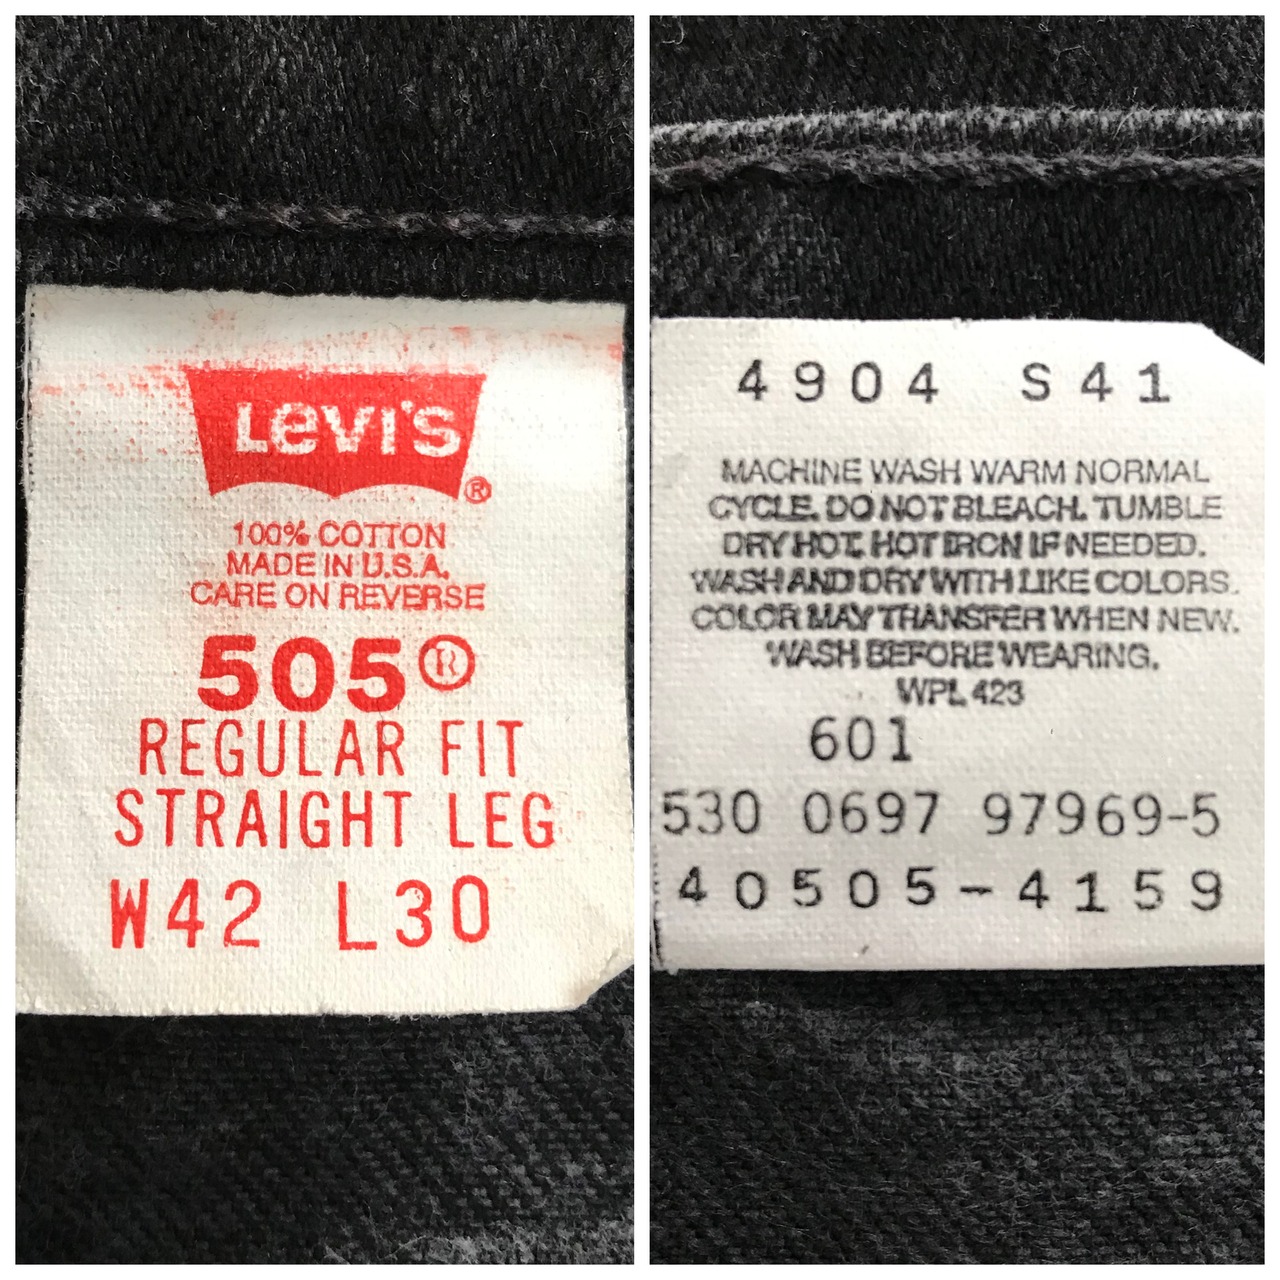 Levi's®
100% COTTON
MADE IN U.S.A.
CARE ON REVERSE
505®
REGULAR FIT
STRAIGHT LEG
W42 L30
4904 S41
MACHINE WASH WARM NORMAL
CYCLE. DO NOT BLEACH. TUMBLE
DRY HOT. HOT IRON IF NEEDED.
WASH AND DRY WITH LIKE COLORS.
COLOR MAY TRANSFER WHEN NEW.
WASH BEFORE WEARING.
WPL 423
601
530 0697 97969-5
40505-4159